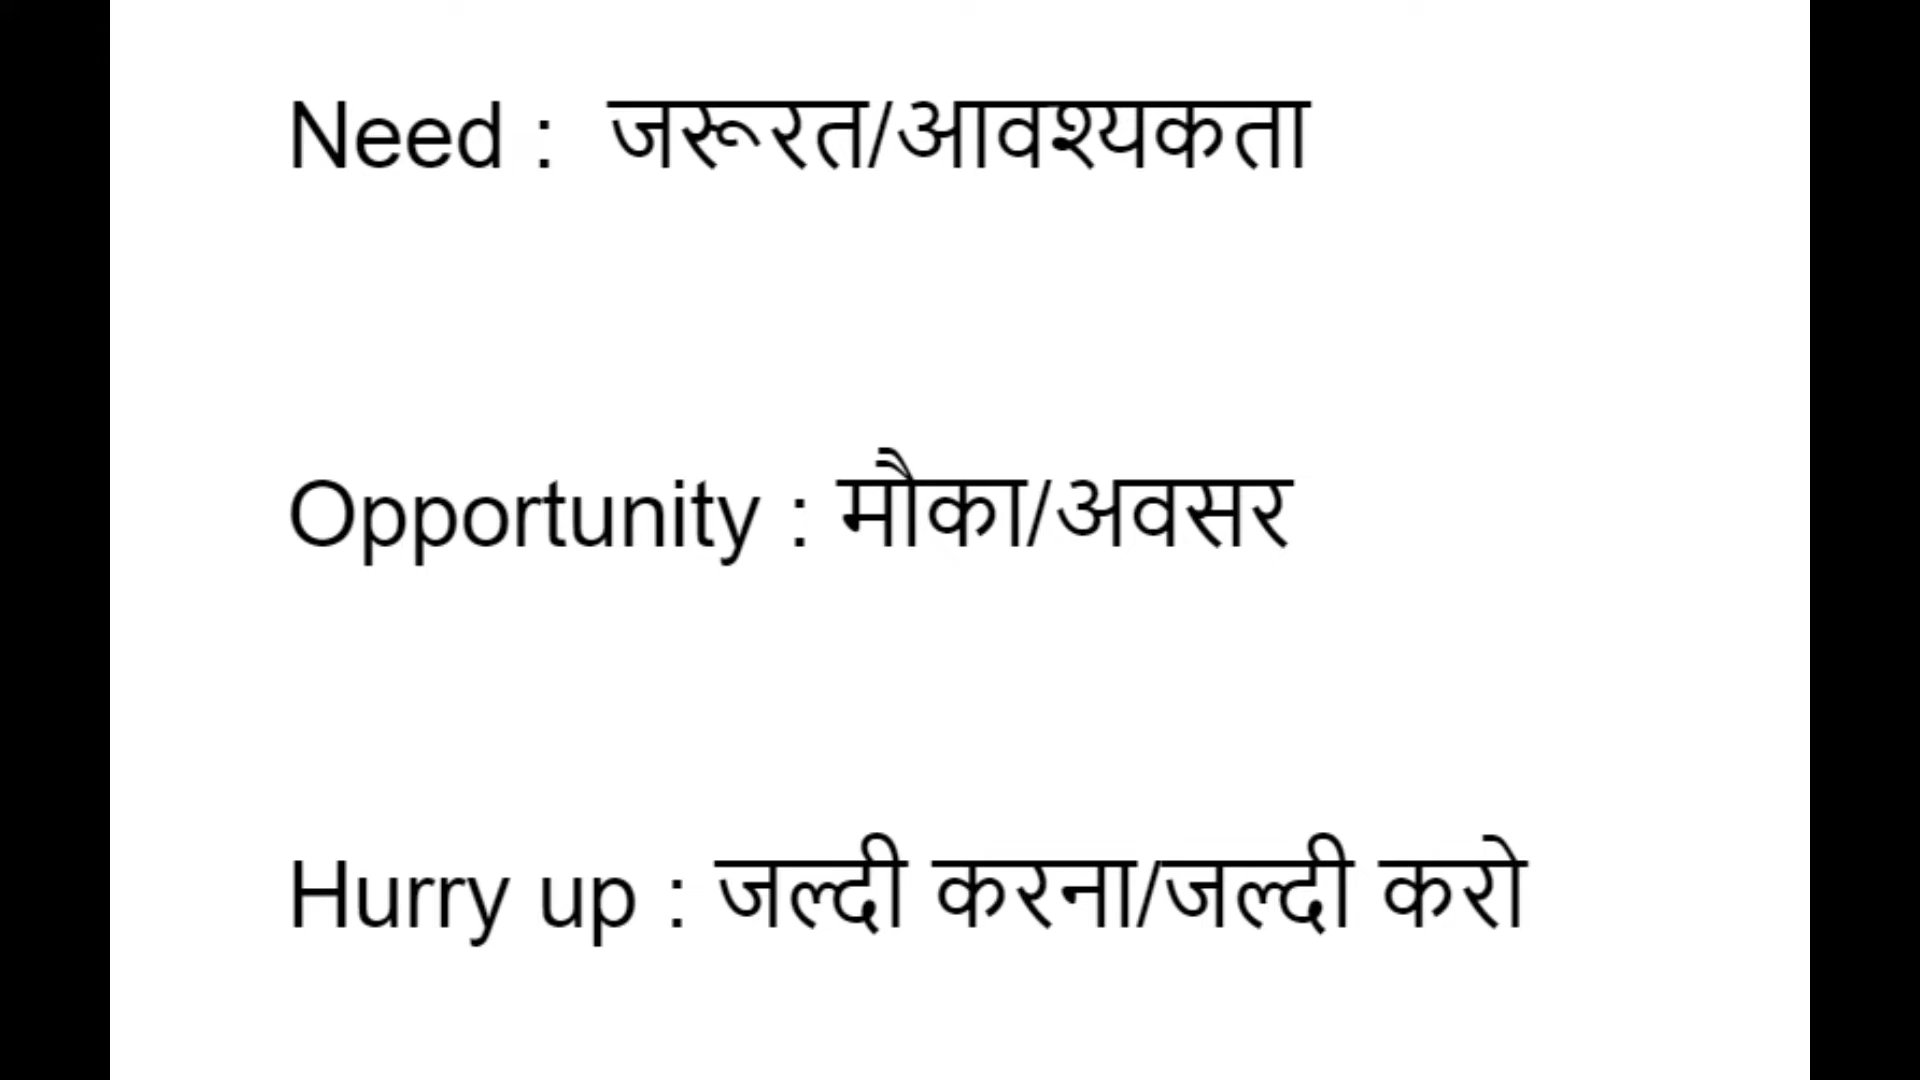 Need : जरूरत/आवश्यकता
Opportunity : मौका/अवसर
Hurry up : जल्दी करना/जल्दी करो